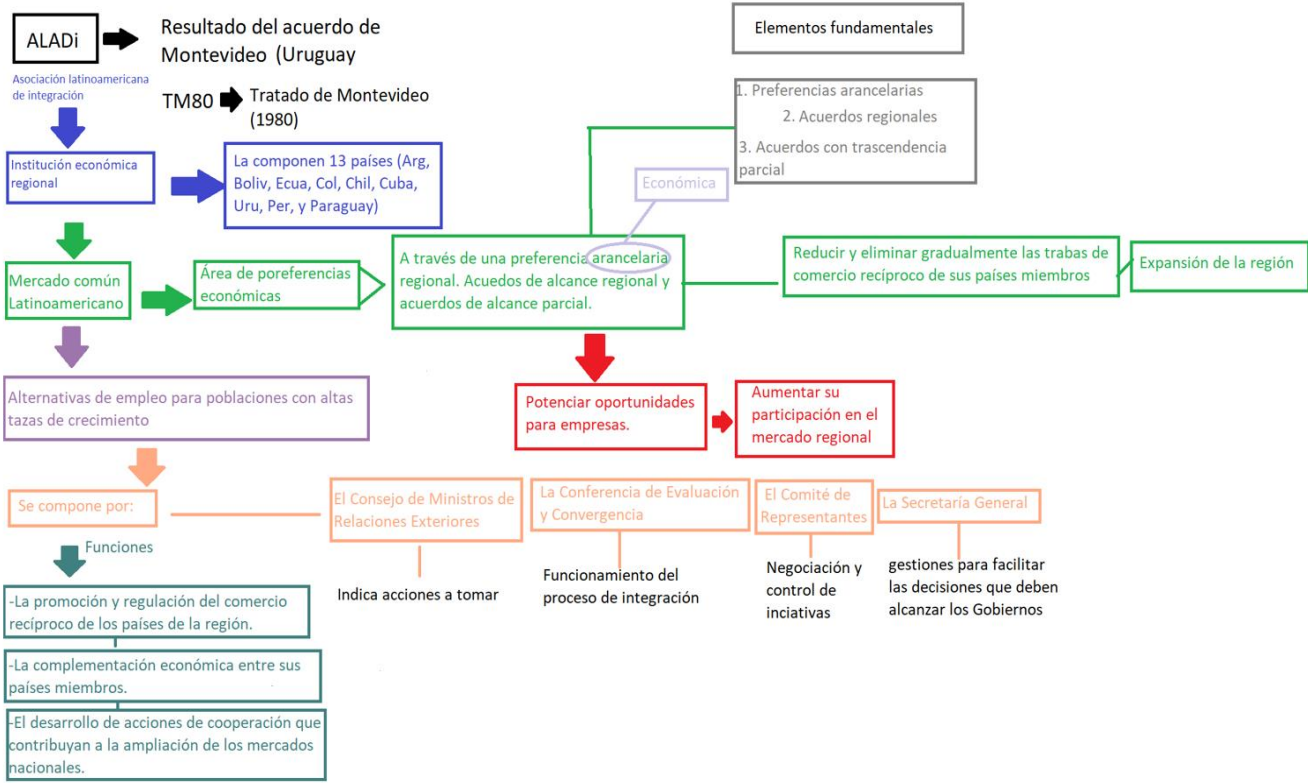 ALADi
Resultado del acuerdo de
Montevideo (Uruguay
Asociación latinoamericana
de integración
TM80
Tratado de Montevideo
(1980)
Elementos fundamentales
1. Preferencias arancelarias
2. Acuerdos regionales
3. Acuerdos con trascendencia
parcial
Institución económica
regional
La componen 13 países (Arg,
Boliv, Ecua, Col, Chil, Cuba,
Uru, Per, y Paraguay)
Económica
Mercado común
Latinoamericano
Área de poreferencias
económicas
A través de una preferencia arancelaria
regional. Acuedos de alcance regional y
acuerdos de alcance parcial.
Reducir y eliminar gradualmente las trabas de
comercio recíproco de sus países miembros
Expansión de la región
Alternativas de empleo para poblaciones con altas
tazas de crecimiento
Potenciar oportunidades
para empresas.
Aumentar su
participación en el
mercado regional
Se compone por:
El Consejo de Ministros de
Relaciones Exteriores
La Conferencia de Evaluación
y Convergencia
El Comité de
Representantes
La Secretaría General
Indica acciones a tomar
Funcionamiento del
proceso de integración
Negociación y
control de
inciativas
gestiones para facilitar
las decisiones que deben
alcanzar los Gobiernos
Funciones
-La promoción y regulación del comercio
recíproco de los países de la región.
-La complementación económica entre sus
países miembros.
-El desarrollo de acciones de cooperación que
contribuyan a la ampliación de los mercados
nacionales.